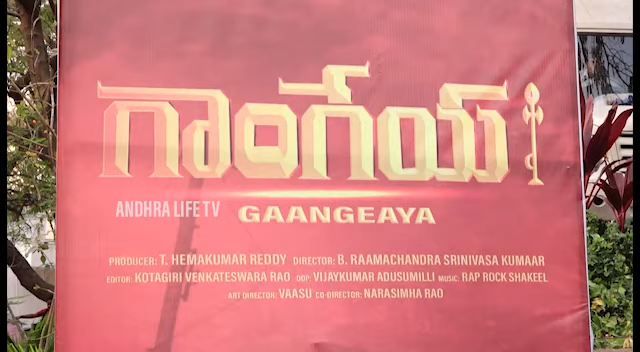 గాంగేయ
ANDHRA LIFE TV
GAANGEAYA
PRODUCER: T. HEMAKUMAR REDDY DIRECTOR: B. RAAMACHANDRA SRINIVASA KUMAAR
EDITOR: KOTAGIRI VENKATESWARA RAO DOP: VIJAYKUMAR ADUSUMILLI MUSIC: RAP ROCK SHAKEEL
ART DIRECTOR: VAASU CO-DIRECTOR: NARASIMHA RAO